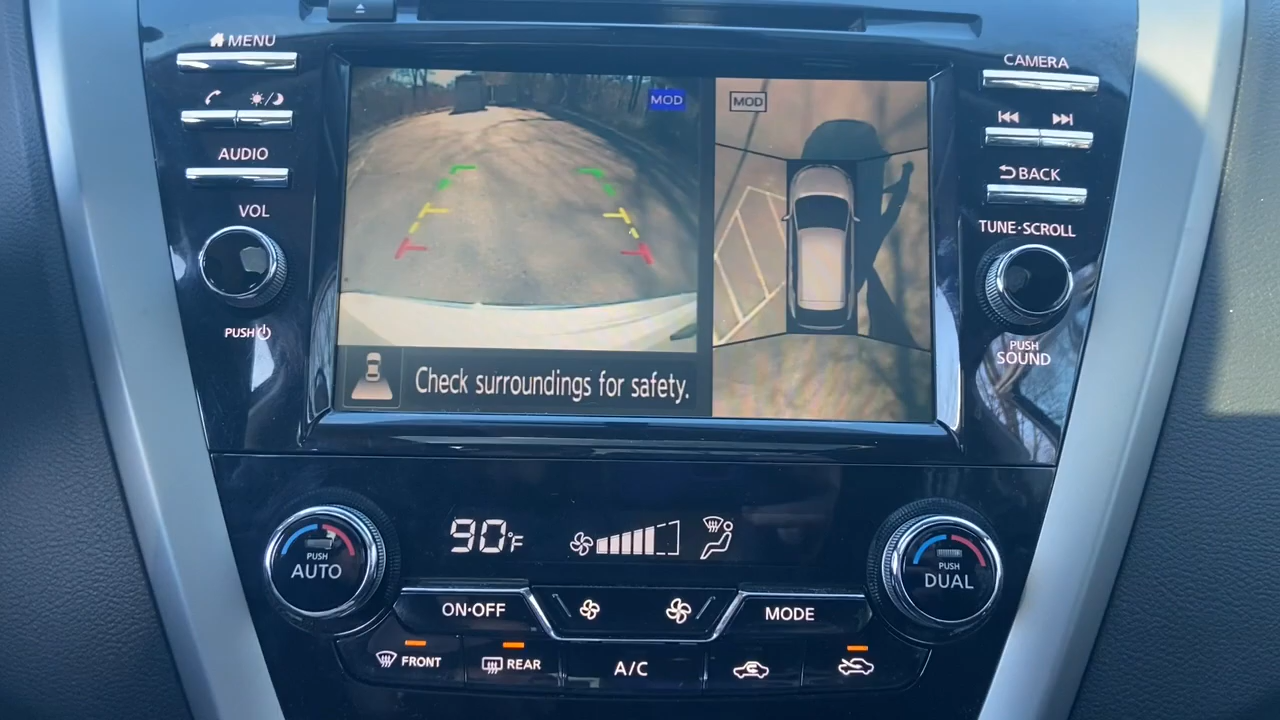 MENU
CAMERA
MOD
MOD
AUDIO
BACK
VOL
TUNE·SCROLL
PUSH
PUSH
SOUND
Check surroundings for safety.
90°F
PUSH
AUTO
PUSH
DUAL
ON·OFF
MODE
FRONT
REAR
A/C